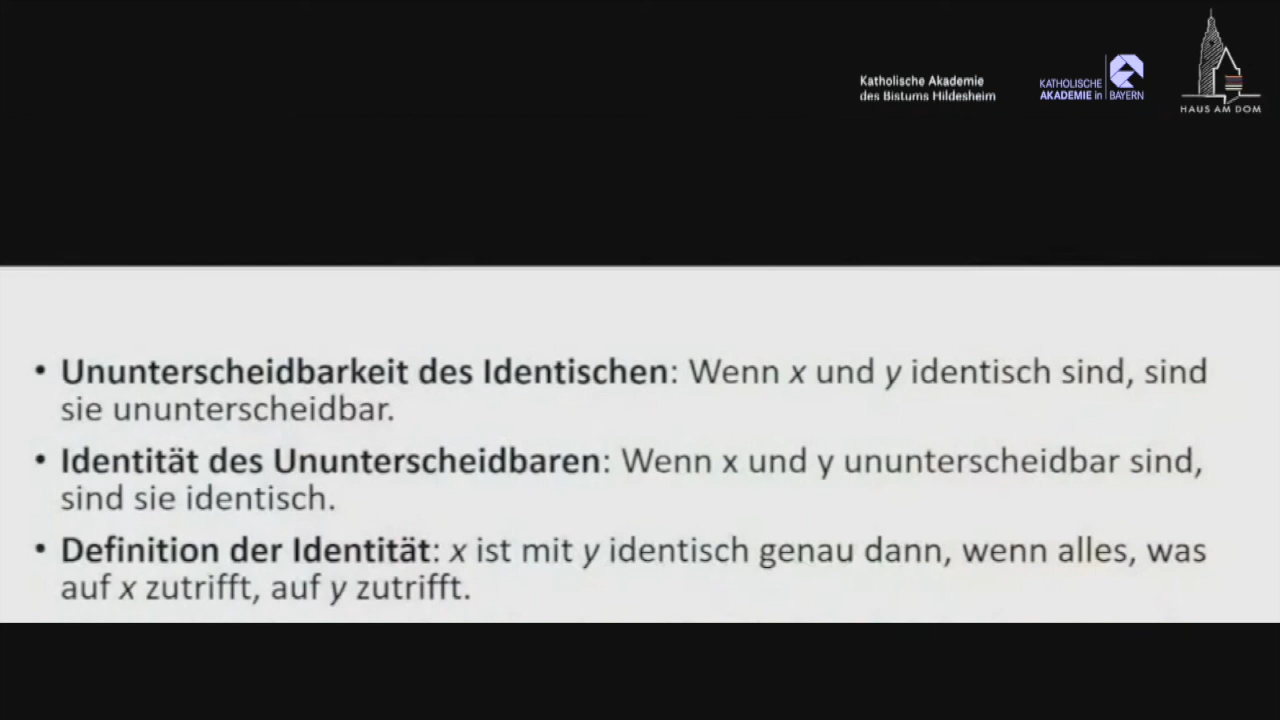 Katholische Akademie
des Bistums Hildesheim
KATHOLISCHE
AKADEMIE in BAYERN
HAUS AM DOM
• Ununterscheidbarkeit des Identischen: Wenn x und y identisch sind, sind
sie ununterscheidbar.
• Identität des Ununterscheidbaren: Wenn x und y ununterscheidbar sind,
sind sie identisch.
• Definition der Identität: x ist mit y identisch genau dann, wenn alles, was
auf x zutrifft, auf y zutrifft.